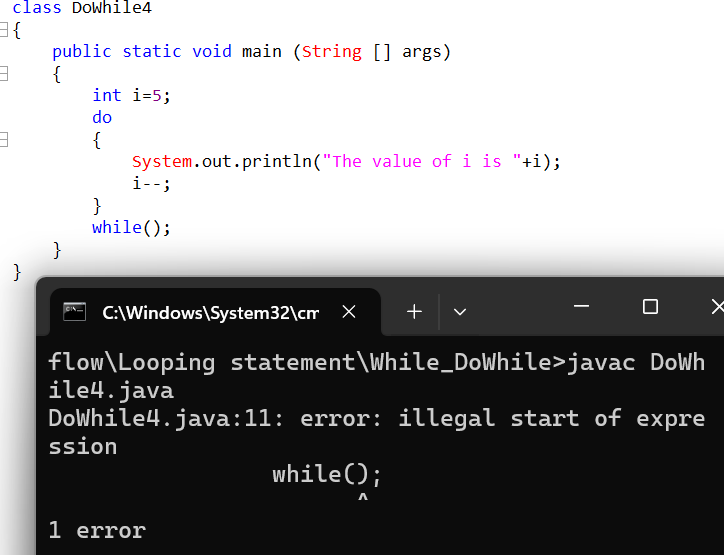 class DoWhile4
{
public static void main (String [] args)
{
int i=5;
do
{
System.out.println("The value of i is "+i);
i--;
}
while();
}
}
C:\Windows\System32\cm
flow\Looping statement\While_DoWhile>javac DoWh
ile4.java
DoWhile4.java:11: error: illegal start of expre
ssion
while();
^
1 error